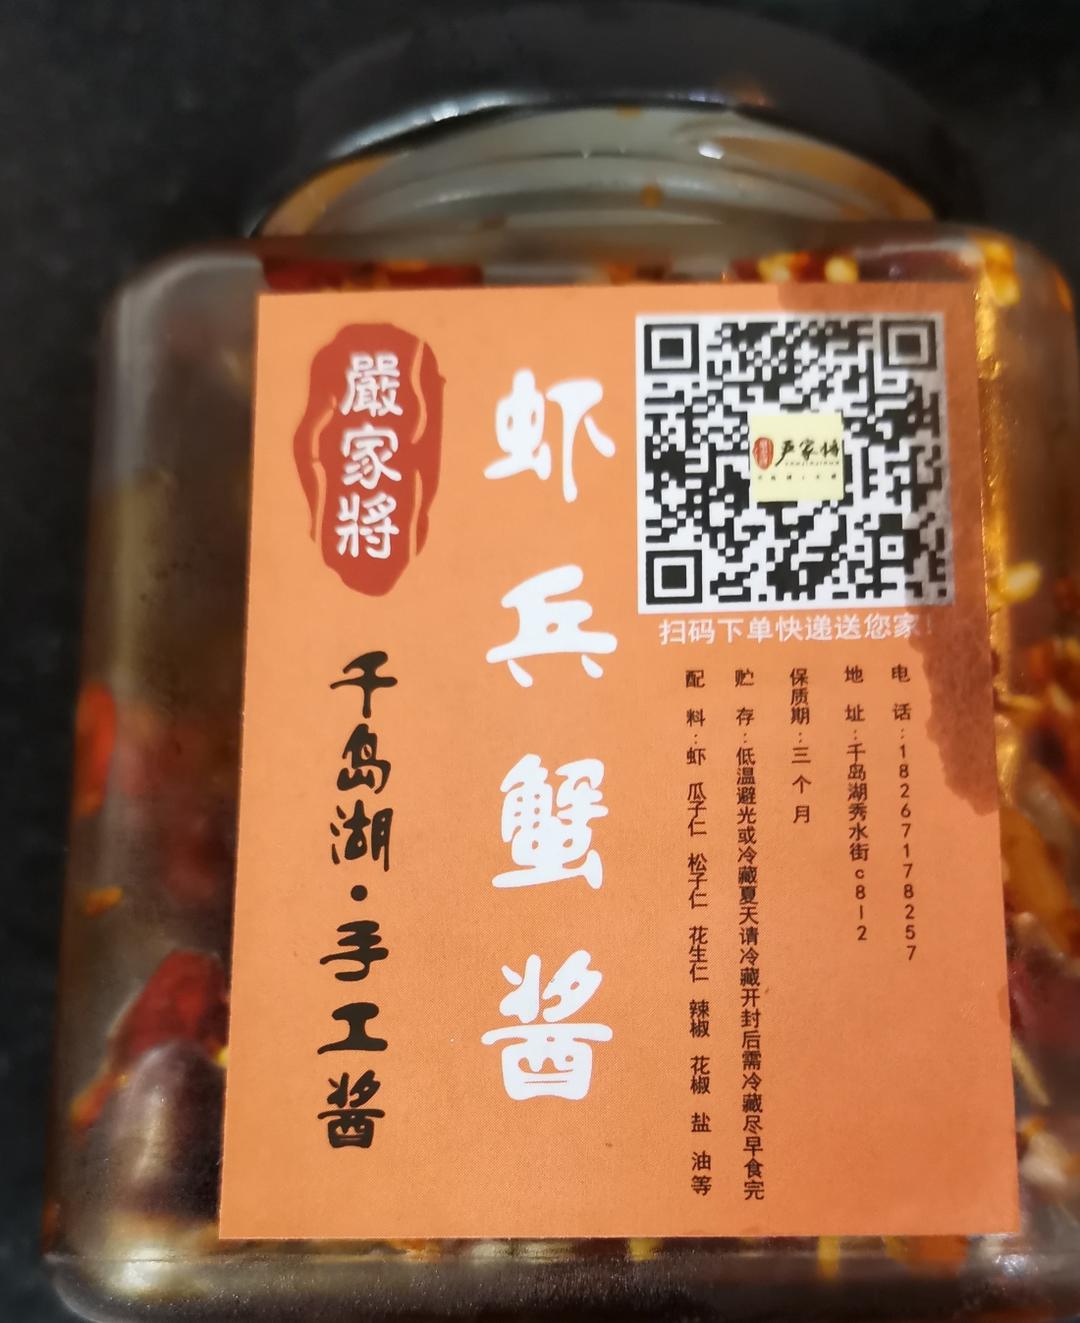 嚴家將
千岛湖·手工酱
虾兵蟹酱
严家将
扫码下单快递送您家!
配料:虾 瓜子仁 松子仁 花生仁 辣椒 花椒 盐 油等
贮存:低温避光或冷藏夏天请冷藏开封后需冷藏尽早食完
保质期:三个月
地址:千岛湖秀水街c812
电话:18267178257